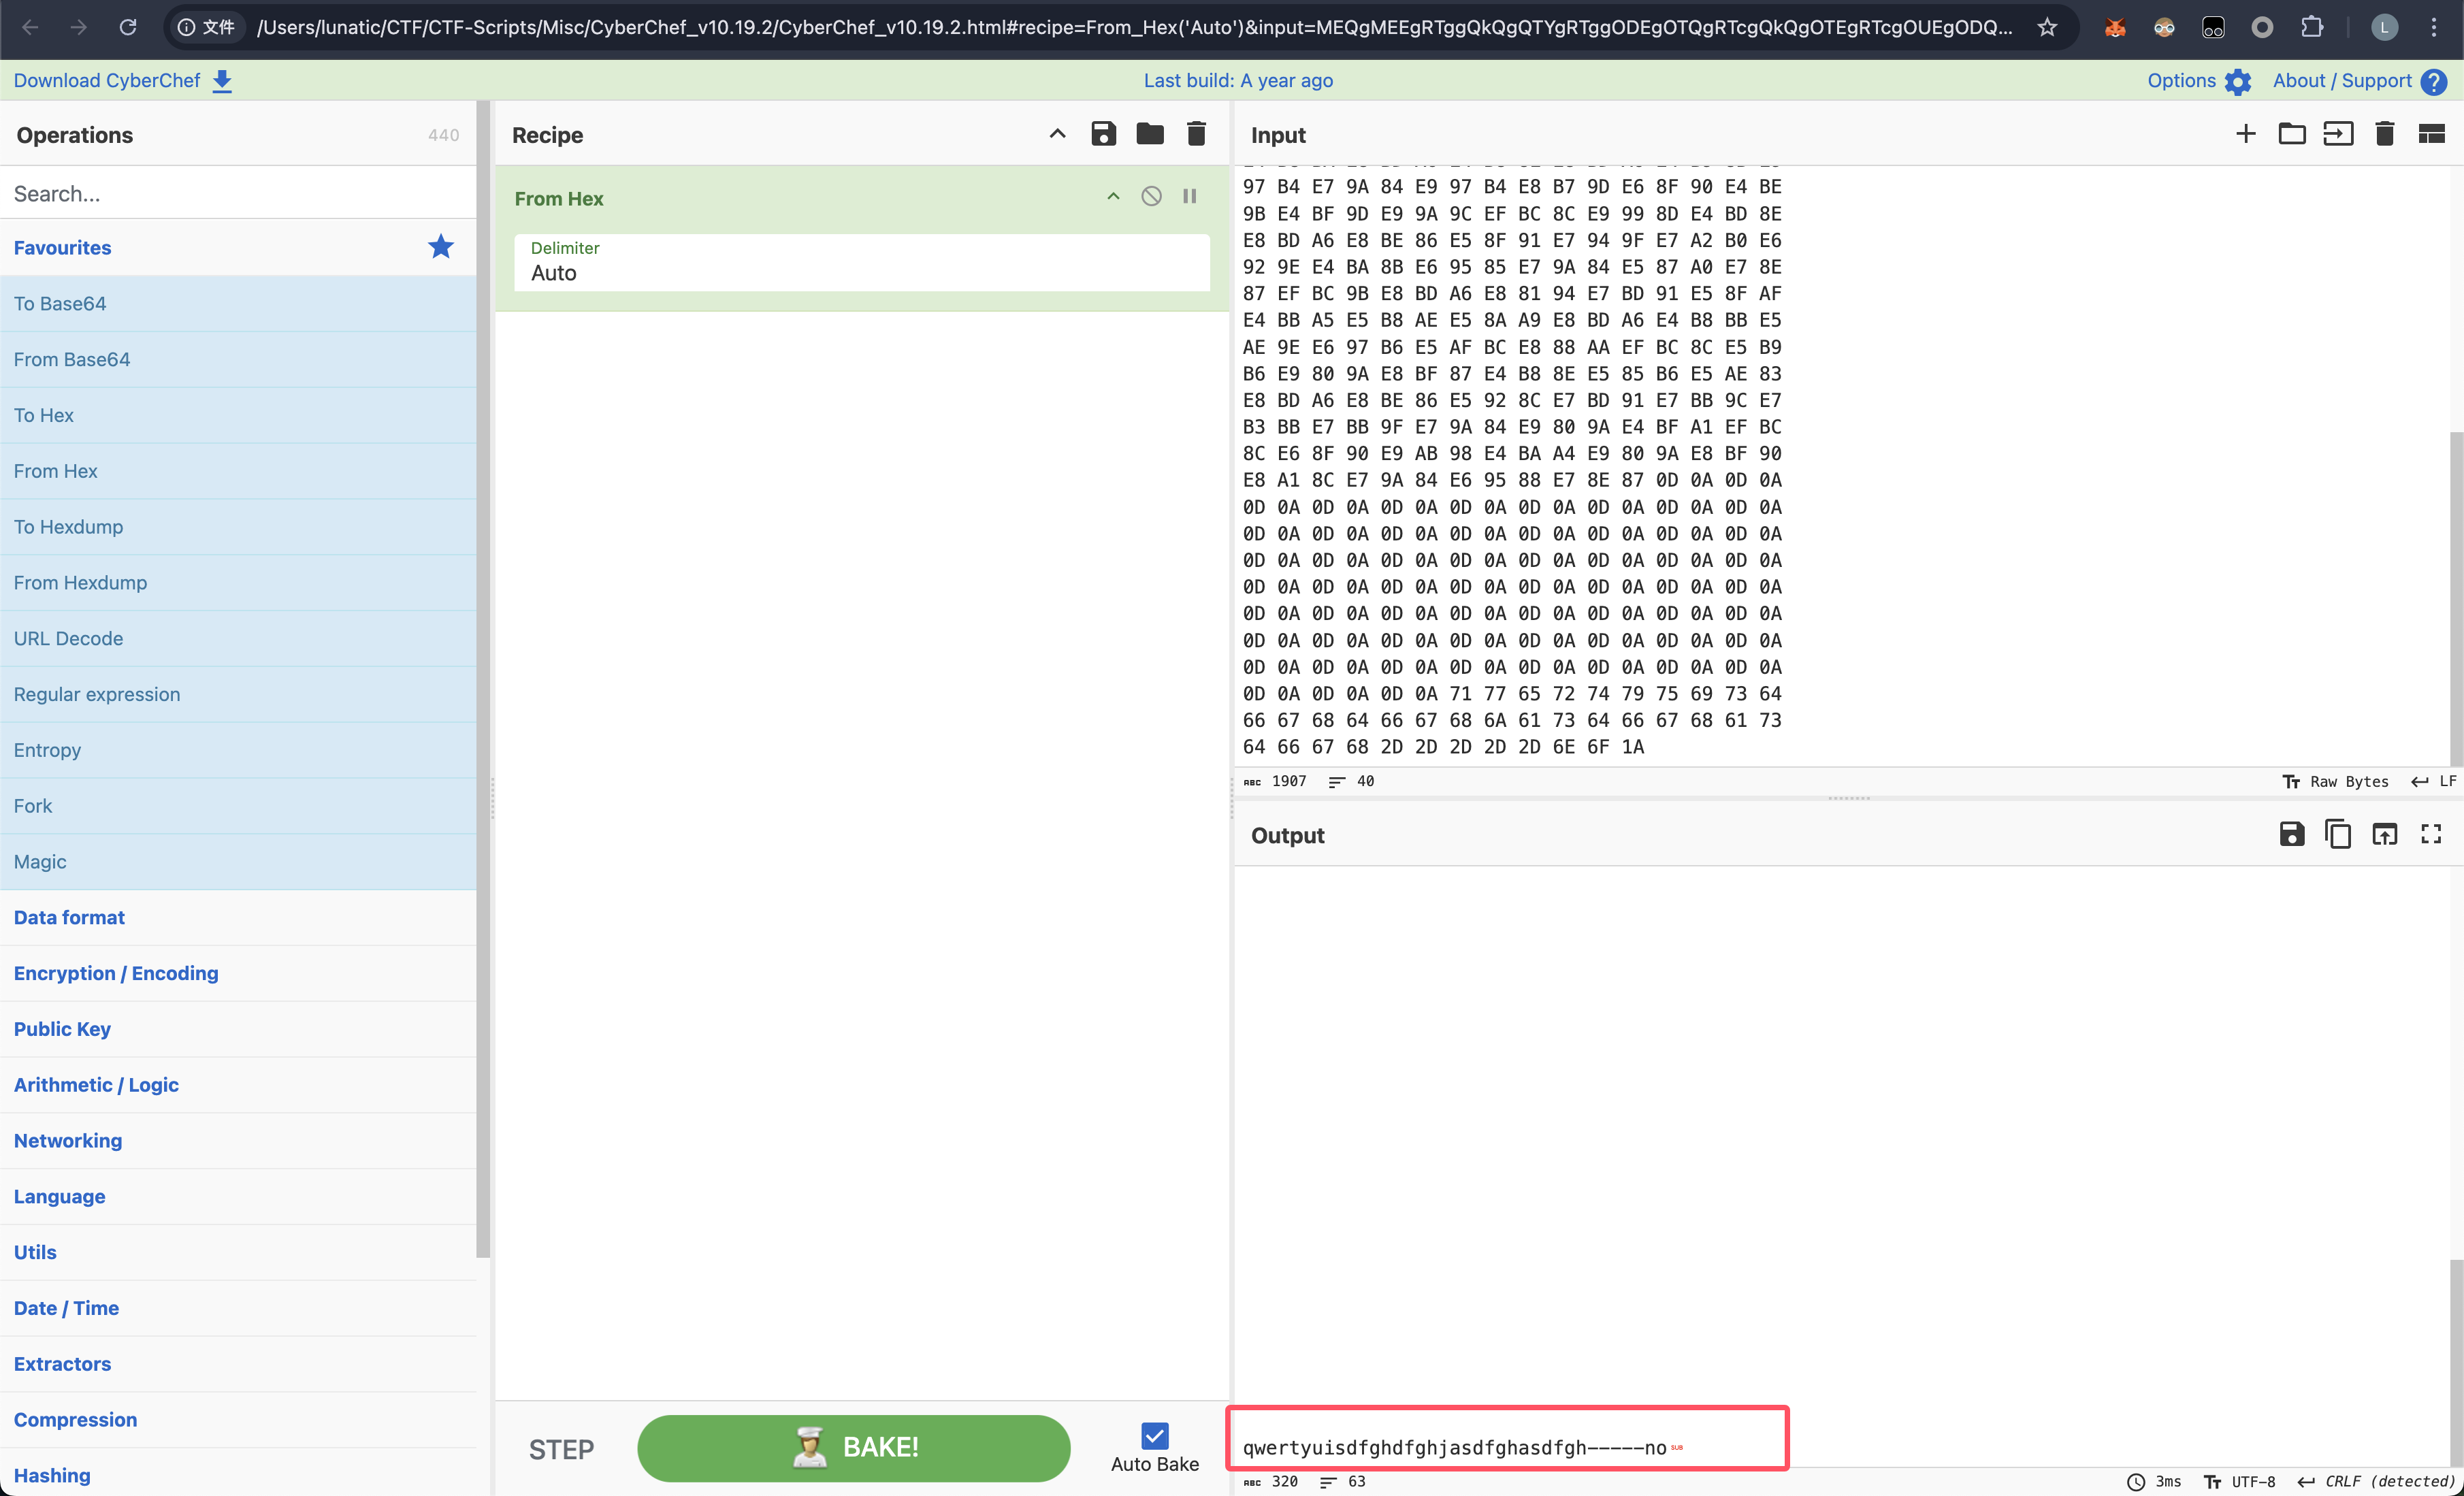 文件 /Users/lunatic/CTF/CTF-Scripts/Misc/CyberChef_v10.19.2/CyberChef_v10.19.2.html#recipe=From_Hex('Auto')&input=MEQgMEEgRTggQkQgQTYgRTggODEgOTQgRTcgQkQgOTEgRTcgOUEgODQ... L
Download CyberChef
Last build: A year ago
Options
About / Support
Operations
440
Search...
Favourites
To Base64
From Base64
To Hex
From Hex
To Hexdump
From Hexdump
URL Decode
Regular expression
Entropy
Fork
Magic
Data format
Encryption / Encoding
Public Key
Arithmetic / Logic
Networking
Language
Utils
Date / Time
Extractors
Compression
Hashing
Recipe
From Hex
Delimiter
Auto
STEP
BAKE!
Auto Bake
Input
97 B4 E7 9A 84 E9 97 B4 E8 B7 9D E6 8F 90 E4 BE
9B E4 BF 9D E9 9A 9C EF BC 8C E9 99 8D E4 BD 8E
E8 BD A6 E8 BE 86 E5 8F 91 E7 94 9F E7 A2 B0 E6
92 9E E4 BA 8B E6 95 85 E7 9A 84 E5 87 A0 E7 8E
87 EF BC 9B E8 BD A6 E8 81 94 E7 BD 91 E5 8F AF
E4 BB A5 E5 B8 AE E5 8A A9 E8 BD A6 E4 B8 BB E5
AE 9E E6 97 B6 E5 AF BC E8 88 AA EF BC 8C E5 B9
B6 E9 80 9A E8 BF 87 E4 B8 8E E5 85 B6 E5 AE 83
E8 BD A6 E8 BE 86 E5 92 8C E7 BD 91 E7 BB 9C E7
B3 BB E7 BB 9F E7 9A 84 E9 80 9A E4 BF A1 EF BC
8C E6 8F 90 E9 AB 98 E4 BA A4 E9 80 9A E8 BF 90
E8 A1 8C E7 9A 84 E6 95 88 E7 8E 87 0D 0A 0D 0A
0D 0A 0D 0A 0D 0A 0D 0A 0D 0A 0D 0A 0D 0A 0D 0A
0D 0A 0D 0A 0D 0A 0D 0A 0D 0A 0D 0A 0D 0A 0D 0A
0D 0A 0D 0A 0D 0A 0D 0A 0D 0A 0D 0A 0D 0A 0D 0A
0D 0A 0D 0A 0D 0A 0D 0A 0D 0A 0D 0A 0D 0A 0D 0A
0D 0A 0D 0A 0D 0A 0D 0A 0D 0A 0D 0A 0D 0A 0D 0A
0D 0A 0D 0A 0D 0A 0D 0A 0D 0A 0D 0A 0D 0A 0D 0A
0D 0A 0D 0A 0D 0A 0D 0A 0D 0A 0D 0A 0D 0A 0D 0A
0D 0A 0D 0A 0D 0A 71 77 65 72 74 79 75 69 73 64
66 67 68 64 66 67 68 6A 61 73 64 66 67 68 61 73
64 66 67 68 2D 2D 2D 2D 2D 6E 6F 1A
ABC 1907 40
Raw Bytes
LF
Output
qwertyuisdfghdfghjasdfghasdfgh-----no SUB
ABC 320 63
3ms
UTF-8
CRLF (detected)